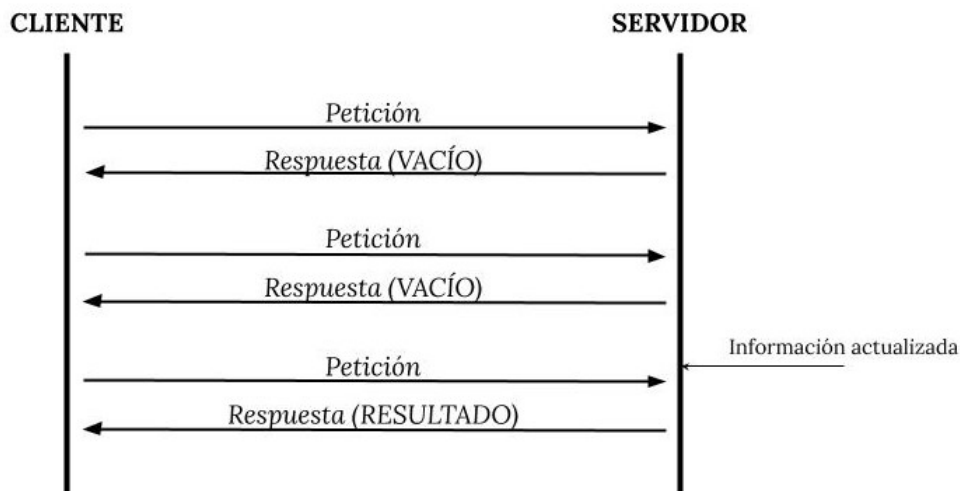 CLIENTE
SERVIDOR
Petición
Respuesta (VACÍO)
Petición
Respuesta (VACÍO)
Información actualizada
Petición
Respuesta (RESULTADO)